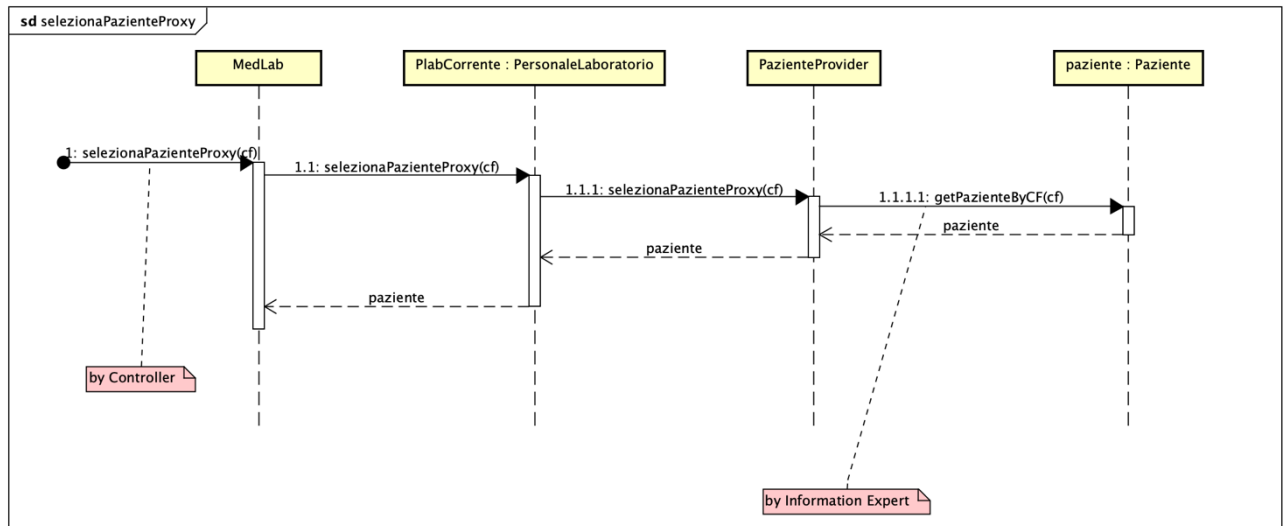 sd selezionaPazienteProxy
MedLab
PlabCorrente : PersonaleLaboratorio
PazienteProvider
paziente : Paziente
1: selezionaPazienteProxy(cf)
1.1: selezionaPazienteProxy(cf)
1.1.1: selezionaPazienteProxy(cf)
1.1.1.1: getPazienteByCF(cf)
paziente
paziente
paziente
by Controller
by Information Expert